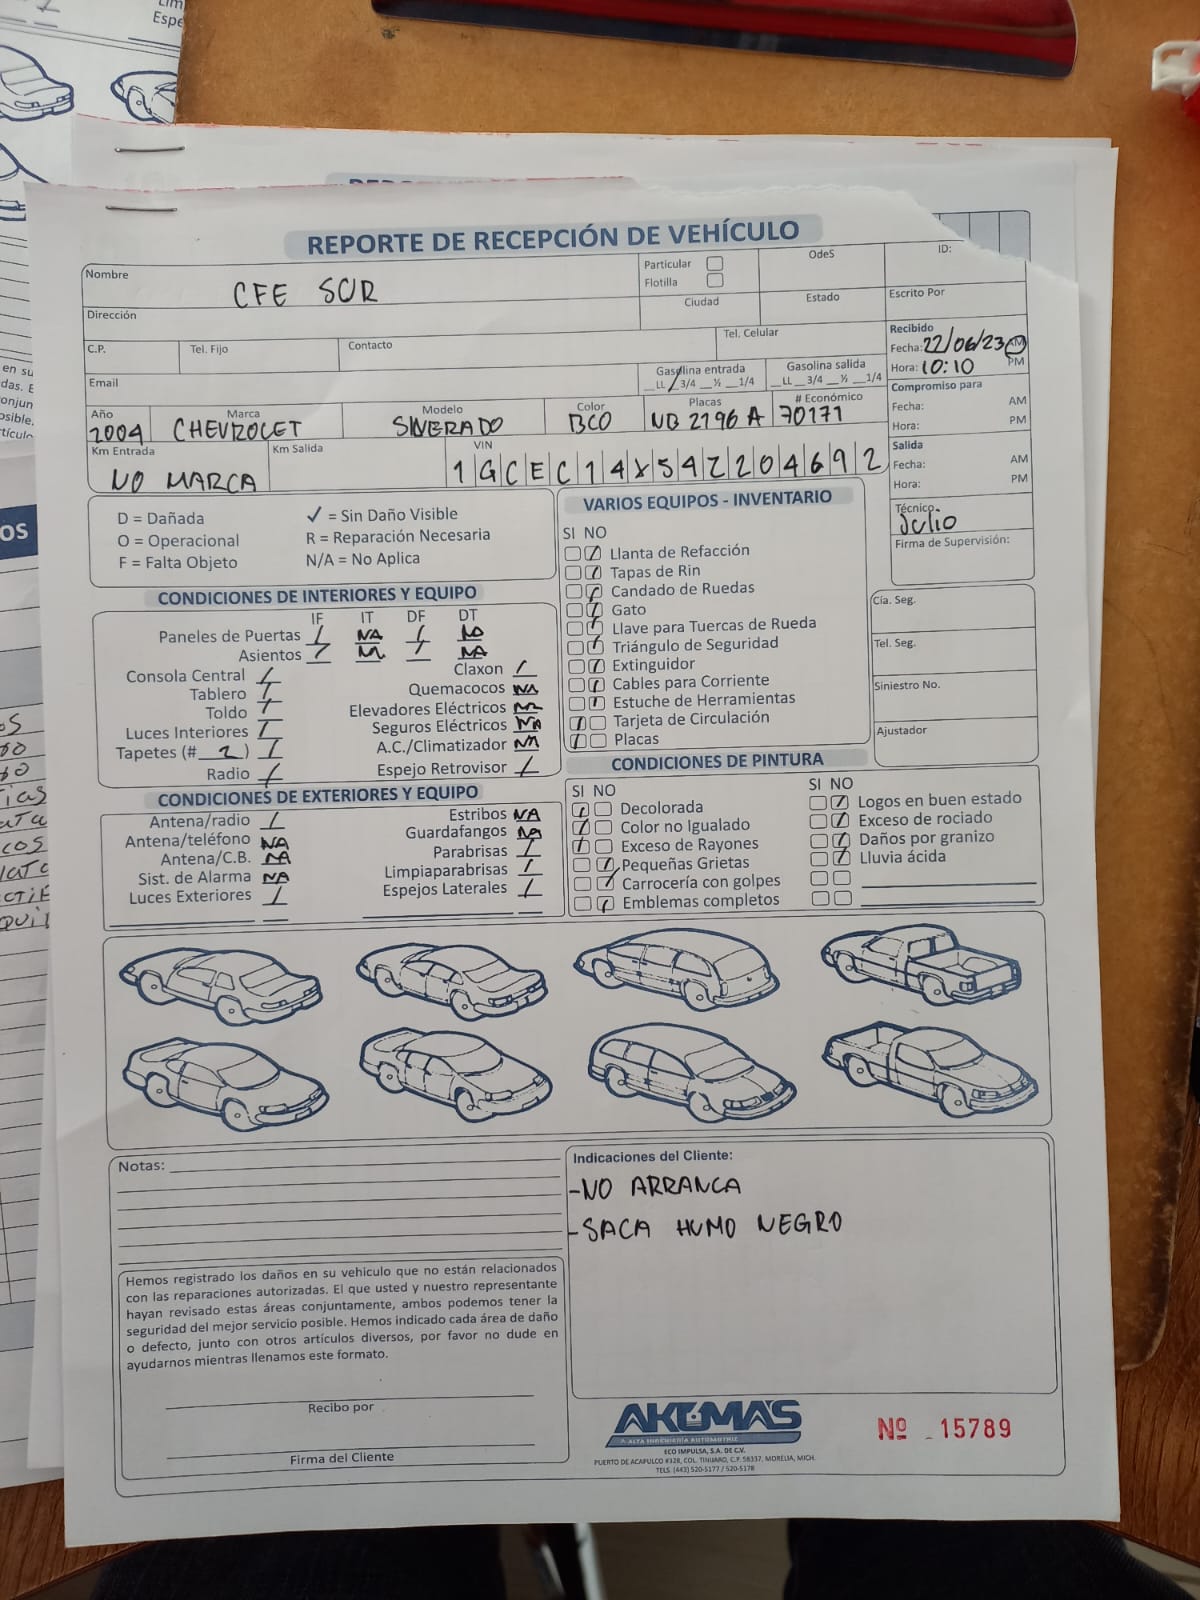 Espe
REPORTE DE RECEPCIÓN DE VEHÍCULO
Nombre
CFE SUR
Particular
Flotilla
OdeS
ID:
Dirección
Ciudad
Estado
Escrito Por
C.P.
Tel. Fijo
Contacto
Tel. Celular
Recibido
Fecha: 22/06/23 AM
Hora: 10:10 PM
Email
Gasolina entrada
__LL / 3/4 __ ½ __ 1/4
Gasolina salida
__LL __ 3/4 __ ½ __ 1/4
Compromiso para
Fecha: AM
Hora: PM
Año
2004
Marca
CHEVROLET
Modelo
SILVERADO
Color
BCO
Placas
NB 2196 A
# Económico
70171
Km Entrada
NO MARCA
Km Salida
VIN
1GCEC14X54Z204692
Salida
Fecha: AM
Hora: PM
Técnico
Julio
Firma de Supervisión:
D = Dañada
✓ = Sin Daño Visible
O = Operacional
R = Reparación Necesaria
F = Falta Objeto
N/A = No Aplica
VARIOS EQUIPOS - INVENTARIO
SI NO
Llanta de Refacción
Tapas de Rin
Candado de Ruedas
Gato
Llave para Tuercas de Rueda
Triángulo de Seguridad
Extinguidor
Cables para Corriente
Estuche de Herramientas
Tarjeta de Circulación
Placas
Cía. Seg.
Tel. Seg.
Siniestro No.
Ajustador
CONDICIONES DE INTERIORES Y EQUIPO
IF IT DF DT
Paneles de Puertas / NA /
Asientos / / NA
Consola Central /
Claxon /
Tablero /
Quemacocos NA
Toldo /
Elevadores Eléctricos NA
Luces Interiores /
Seguros Eléctricos NA
Tapetes (# 2 ) /
A.C./Climatizador NA
Radio /
Espejo Retrovisor /
CONDICIONES DE EXTERIORES Y EQUIPO
Antena/radio /
Estribos NA
Antena/teléfono NA
Guardafangos NA
Antena/C.B. NA
Parabrisas /
Sist. de Alarma NA
Limpiaparabrisas /
Luces Exteriores /
Espejos Laterales /
CONDICIONES DE PINTURA
SI NO
Decolorada
Color no Igualado
Exceso de Rayones
Pequeñas Grietas
Carrocería con golpes
Emblemas completos
SI NO
Logos en buen estado
Exceso de rociado
Daños por granizo
Lluvia ácida
Notas:
Indicaciones del Cliente:
-NO ARRANCA
-SACA HUMO NEGRO
Hemos registrado los daños en su vehiculo que no están relacionados
con las reparaciones autorizadas. El que usted y nuestro representante
hayan revisado estas áreas conjuntamente, ambos podemos tener la
seguridad del mejor servicio posible. Hemos indicado cada área de daño
o defecto, junto con otros artículos diversos, por favor no dude en
ayudarnos mientras llenamos este formato.
Recibo por
Firma del Cliente
AKUMA'S
ALTA INGENIERÍA AUTOMOTRIZ
ECO IMPULSA, S.A. DE C.V.
PUERTO DE ACAPULCO #328, COL. TINIJARO, C.P. 58337, MORELIA, MICH.
TELS. (443) 520-5177 / 520-5178
Nº 15789